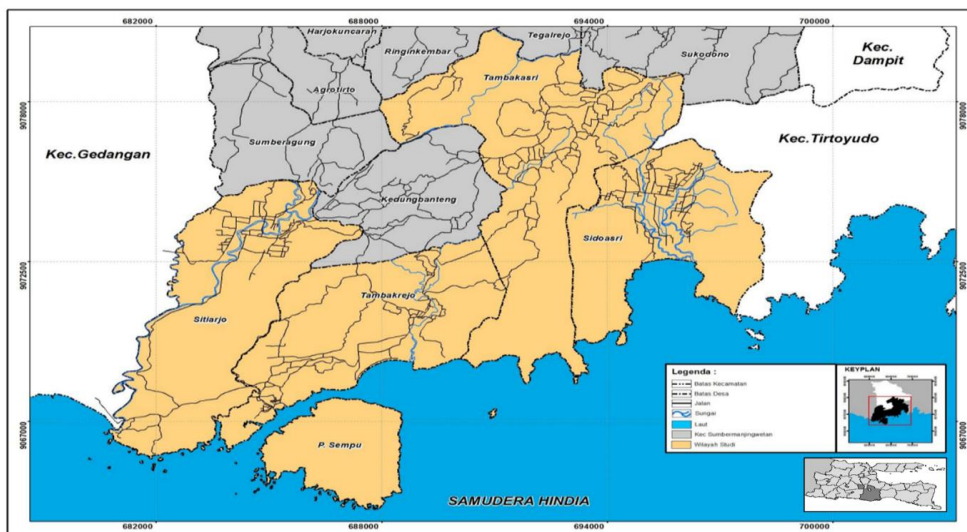 682000
688000
694000
700000
Harjokuncaran
Ringinkembar
Tegalrejo
Sukodono
Kec.
Dampit
Tambakasri
Agrotirto
9078000
9078000
Sumberagung
Kec.Gedangan
Kec.Tirtoyudo
Kedungbanteng
Sidoasri
9072500
9072500
Tambakrejo
Sitiarjo
Legenda :
Batas Kecamatan
Batas Desa
Jalan
Sungai
Laut
Kec Sumbermanjingwetan
Wilayah Studi
KEYPLAN
9067000
9067000
P. Sempu
SAMUDERA HINDIA
682000
688000
694000
700000